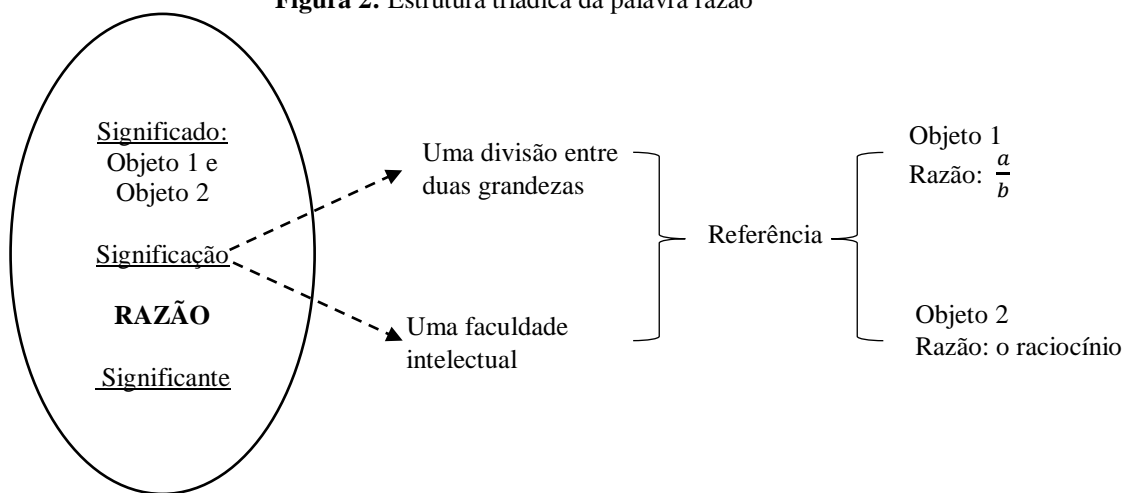 Figura 2: Estrutura triádica da palavra razão
Significado:
Objeto 1 e
Objeto 2
Significação
RAZÃO
Significante
Uma divisão entre
duas grandezas
Uma faculdade
intelectual
Referência
Objeto 1
Razão: a/b
Objeto 2
Razão: o raciocínio